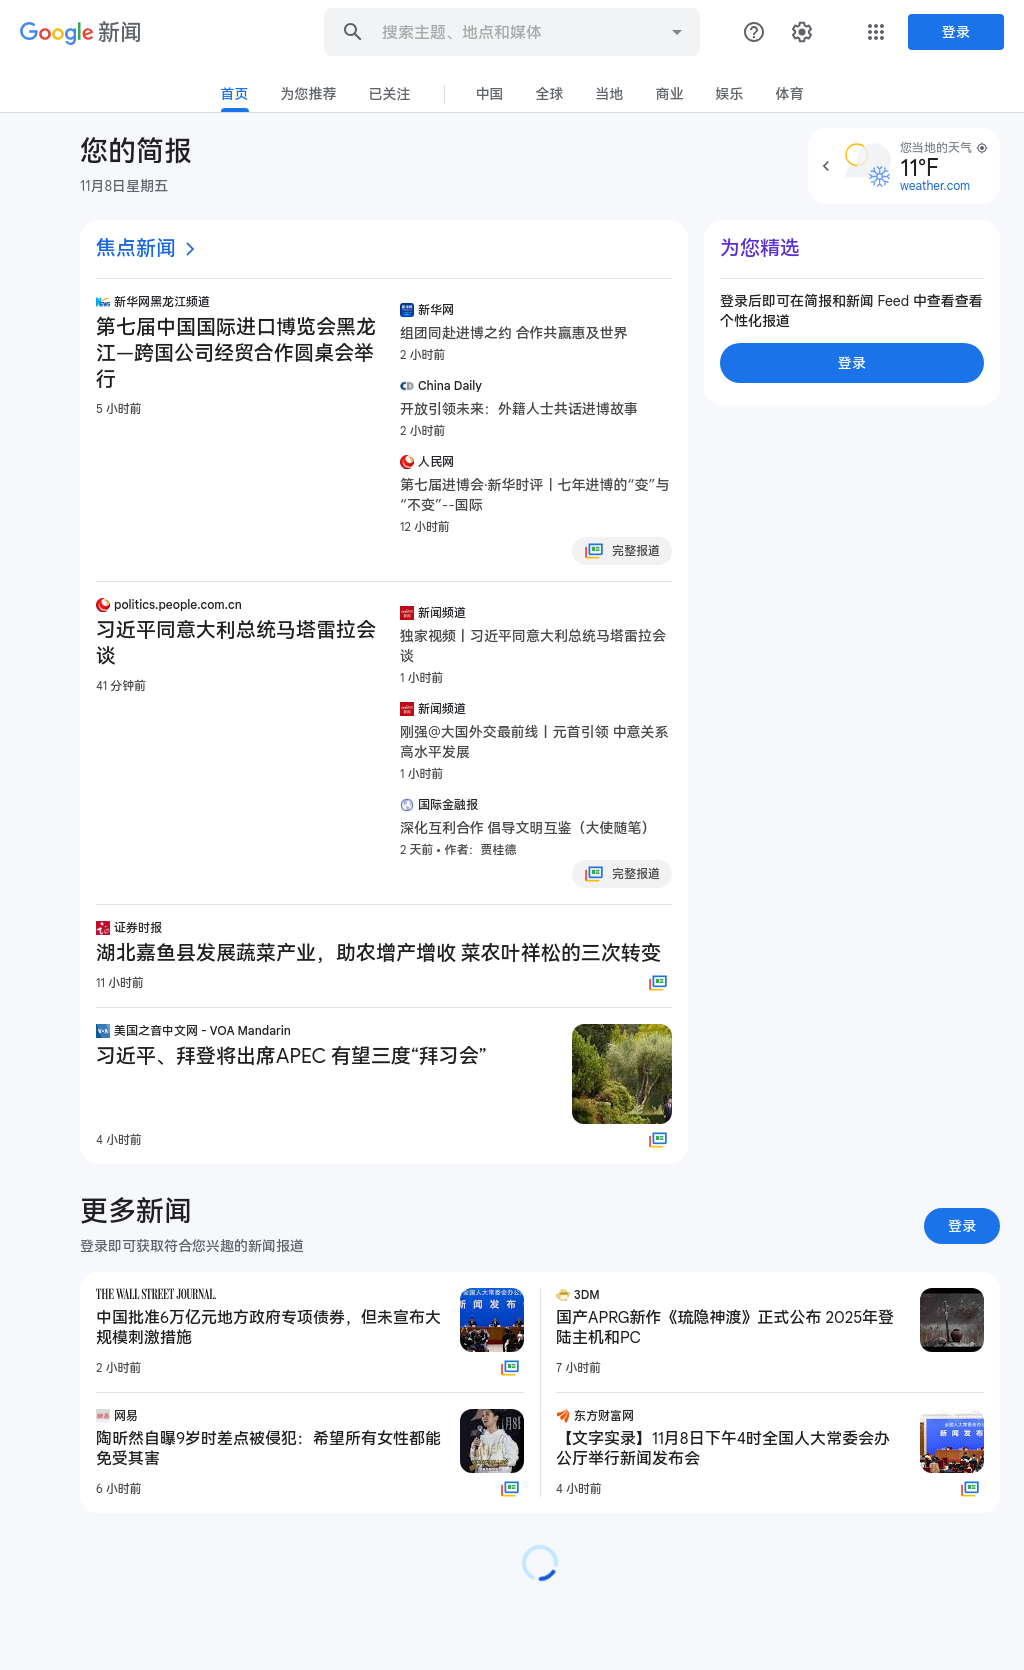 Google 新闻
搜索主题、地点和媒体
登录
首页
为您推荐
已关注
中国
全球
当地
商业
娱乐
体育
您的简报
11月8日星期五
您当地的天气
11°F
weather.com
焦点新闻
新华网黑龙江频道
第七届中国国际进口博览会黑龙
江—跨国公司经贸合作圆桌会举
行
5 小时前
新华网
组团同赴进博之约 合作共赢惠及世界
2 小时前
China Daily
开放引领未来：外籍人士共话进博故事
2 小时前
人民网
第七届进博会·新华时评丨七年进博的“变”与
“不变”--国际
12 小时前
完整报道
为您精选
登录后即可在简报和新闻 Feed 中查看查看
个性化报道
登录
politics.people.com.cn
习近平同意大利总统马塔雷拉会
谈
41 分钟前
新闻频道
独家视频丨习近平同意大利总统马塔雷拉会
谈
1 小时前
新闻频道
刚强@大国外交最前线丨元首引领 中意关系
高水平发展
1 小时前
国际金融报
深化互利合作 倡导文明互鉴（大使随笔）
2 天前 • 作者：贾桂德
完整报道
证券时报
湖北嘉鱼县发展蔬菜产业，助农增产增收 菜农叶祥松的三次转变
11 小时前
美国之音中文网 - VOA Mandarin
习近平、拜登将出席APEC 有望三度“拜习会”
4 小时前
更多新闻
登录即可获取符合您兴趣的新闻报道
登录
THE WALL STREET JOURNAL.
中国批准6万亿元地方政府专项债券，但未宣布大
规模刺激措施
2 小时前
3DM
国产APRG新作《琉隐神渡》正式公布 2025年登
陆主机和PC
7 小时前
网易
陶昕然自曝9岁时差点被侵犯：希望所有女性都能
免受其害
6 小时前
东方财富网
【文字实录】11月8日下午4时全国人大常委会办
公厅举行新闻发布会
4 小时前